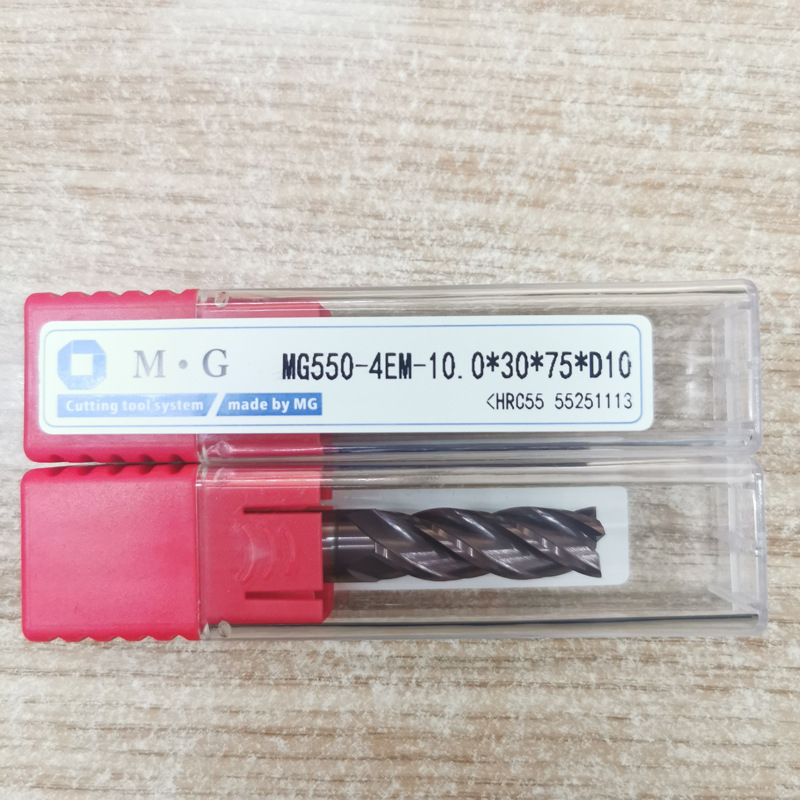 M·G
MG550-4EM-10.0*30*75*D10
Cutting tool system / made by MG
<HRC55 55251113